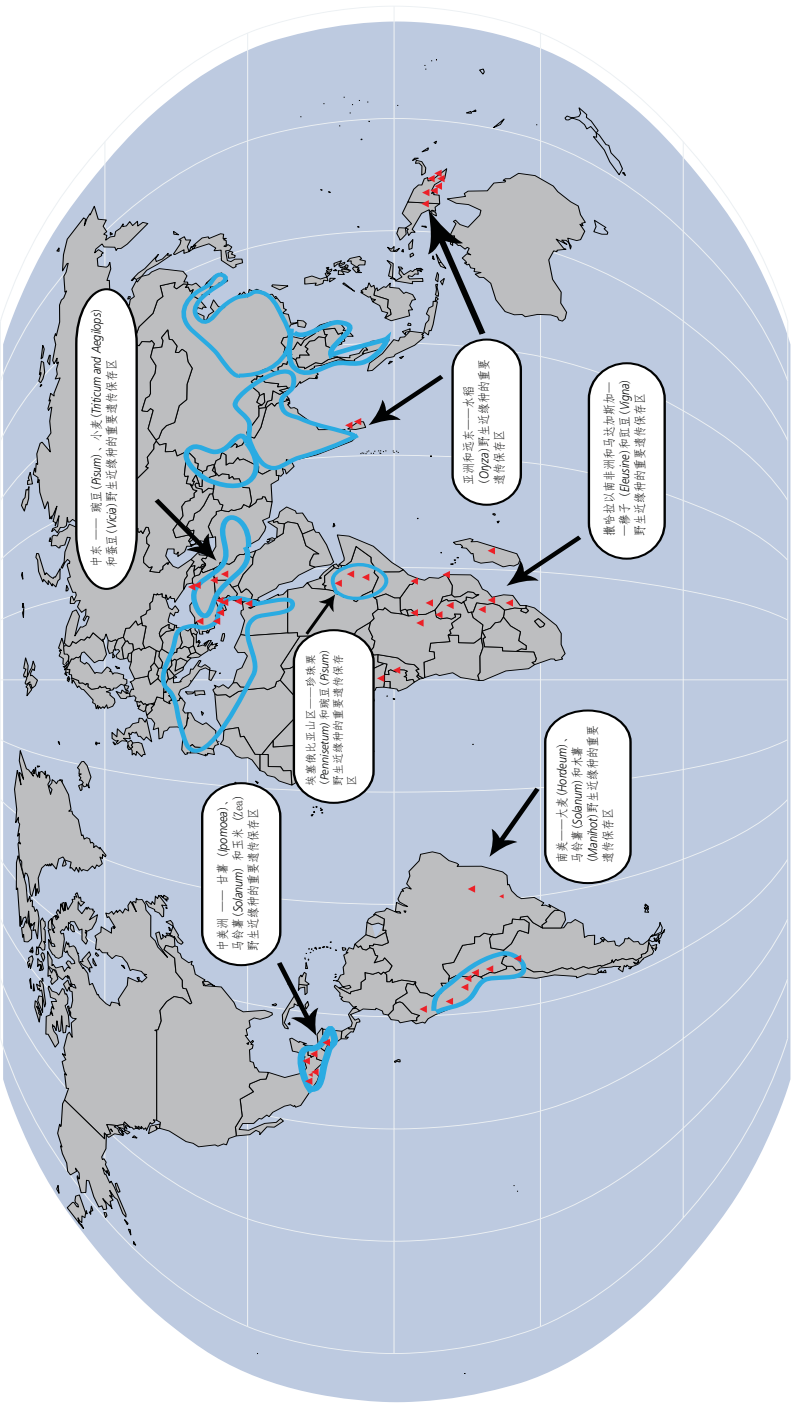 中东 —— 豌豆 (Pisum)、小麦 (Triticum and Aegilops)
和蚕豆 (Vicia) 野生近缘种的重要遗传保存区
中美洲 —— 甘薯 (Ipomoea)、
马铃薯 (Solanum) 和玉米 (Zea)
野生近缘种的重要遗传保存区
埃塞俄比亚山区——珍珠粟
(Pennisetum) 和豌豆 (Pisum)
野生近缘种的重要遗传保存
区
亚洲和远东——水稻
(Oryza) 野生近缘种的重要
遗传保存区
撒哈拉以南非洲和马达加斯加—
—穇子 (Eleusine) 和豇豆 (Vigna)
野生近缘种的重要遗传保存区
南美——大麦 (Hordeum)、
马铃薯 (Solanum) 和木薯
(Manihot) 野生近缘种的重要
遗传保存区